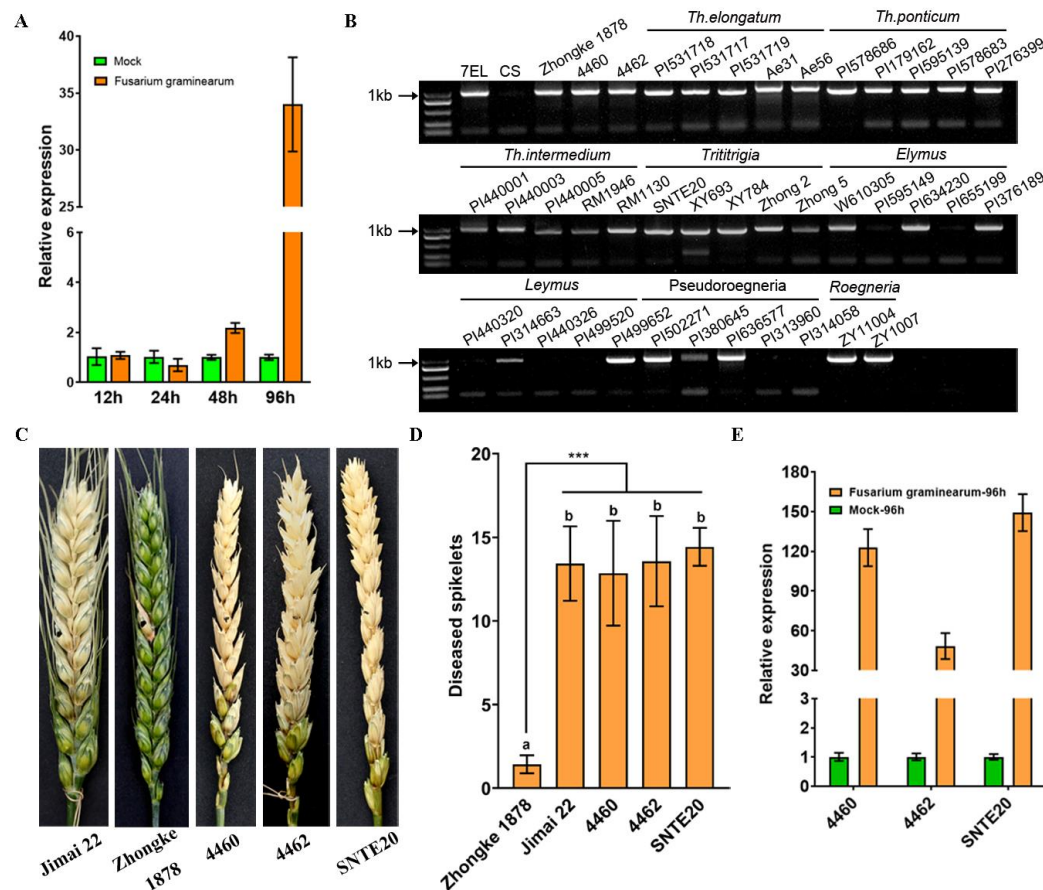 A
Relative expression
40
35
30
25
6
4
2
0
Mock
Fusarium graminearum
12h 24h 48h 96h
B
Th.elongatum Th.ponticum
7EL CS Zhongke 1878 4460 4462 PI531718 PI531717 PI531719 Ae31 Ae56 PI578686 PI179162 PI595139 PI578683 PI276399
1kb
Th.intermedium Trititrigia Elymus
PI440001 PI440003 PI440005 RM1946 RM1130 SNTE20 XY693 XY784 Zhong 2 Zhong 5 W610305 PI595149 PI634230 PI655199 PI376189
1kb
Leymus Pseudoroegneria Roegneria
PI440320 PI314663 PI440326 PI499520 PI499652 PI502271 PI380645 PI636577 PI313960 PI314058 ZY11004 ZY1007
1kb
C
Jimai 22
Zhongke
1878
4460
4462
SNTE20
D
Diseased spikelets
20
15
10
5
0
***
a b b b b
Zhongke 1878 Jimai 22 4460 4462 SNTE20
E
Relative expression
180
150
120
90
60
30
3
2
1
0
Fusarium graminearum-96h
Mock-96h
4460 4462 SNTE20